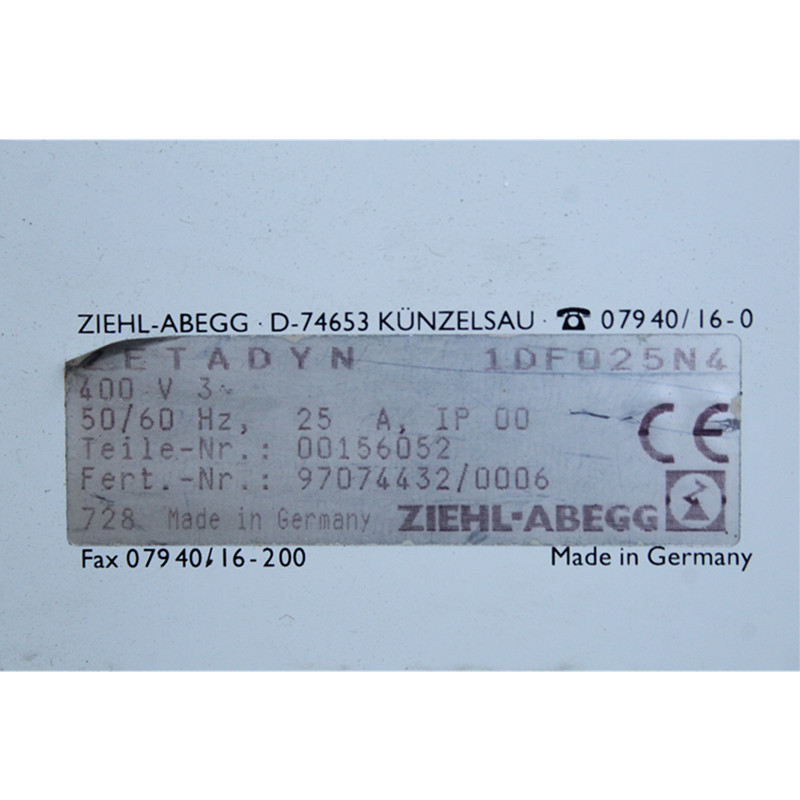 ZIEHL-ABEGG · D-74653 KÜNZELSAU · ☎ 07940/16-0
ZETADYN 1DF025N4
400 V 3~
50/60 Hz, 25 A, IP 00
Teile-Nr.: 00156052
Fert.-Nr.: 97074432/0006
CE
728 Made in Germany ZIEHL-ABEGG
Fax 07940/16-200 Made in Germany